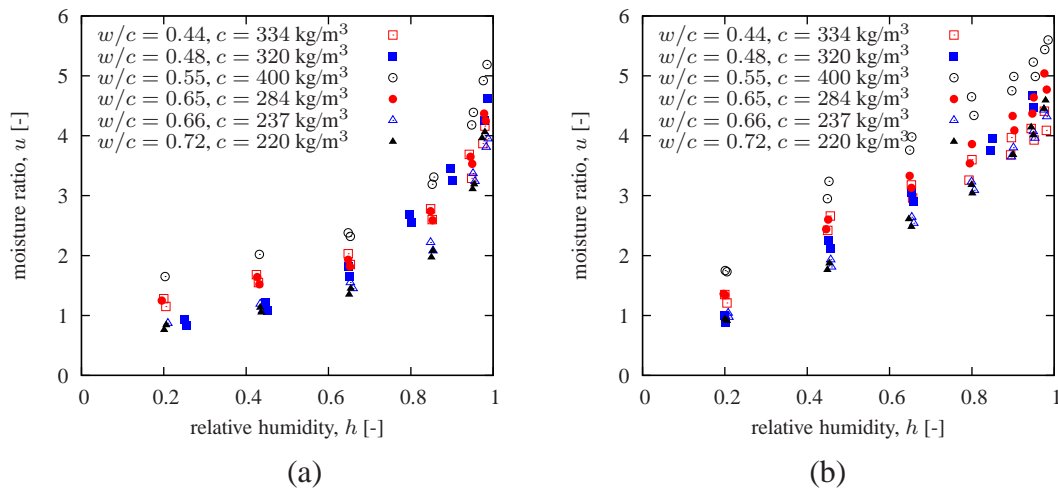 6
5
4
3
2
1
0
0
0.2
0.4
0.6
0.8
1
moisture ratio, u [-]
relative humidity, h [-]
w/c = 0.44, c = 334 kg/m³
w/c = 0.48, c = 320 kg/m³
w/c = 0.55, c = 400 kg/m³
w/c = 0.65, c = 284 kg/m³
w/c = 0.66, c = 237 kg/m³
w/c = 0.72, c = 220 kg/m³
(a)
6
5
4
3
2
1
0
0
0.2
0.4
0.6
0.8
1
moisture ratio, u [-]
relative humidity, h [-]
w/c = 0.44, c = 334 kg/m³
w/c = 0.48, c = 320 kg/m³
w/c = 0.55, c = 400 kg/m³
w/c = 0.65, c = 284 kg/m³
w/c = 0.66, c = 237 kg/m³
w/c = 0.72, c = 220 kg/m³
(b)